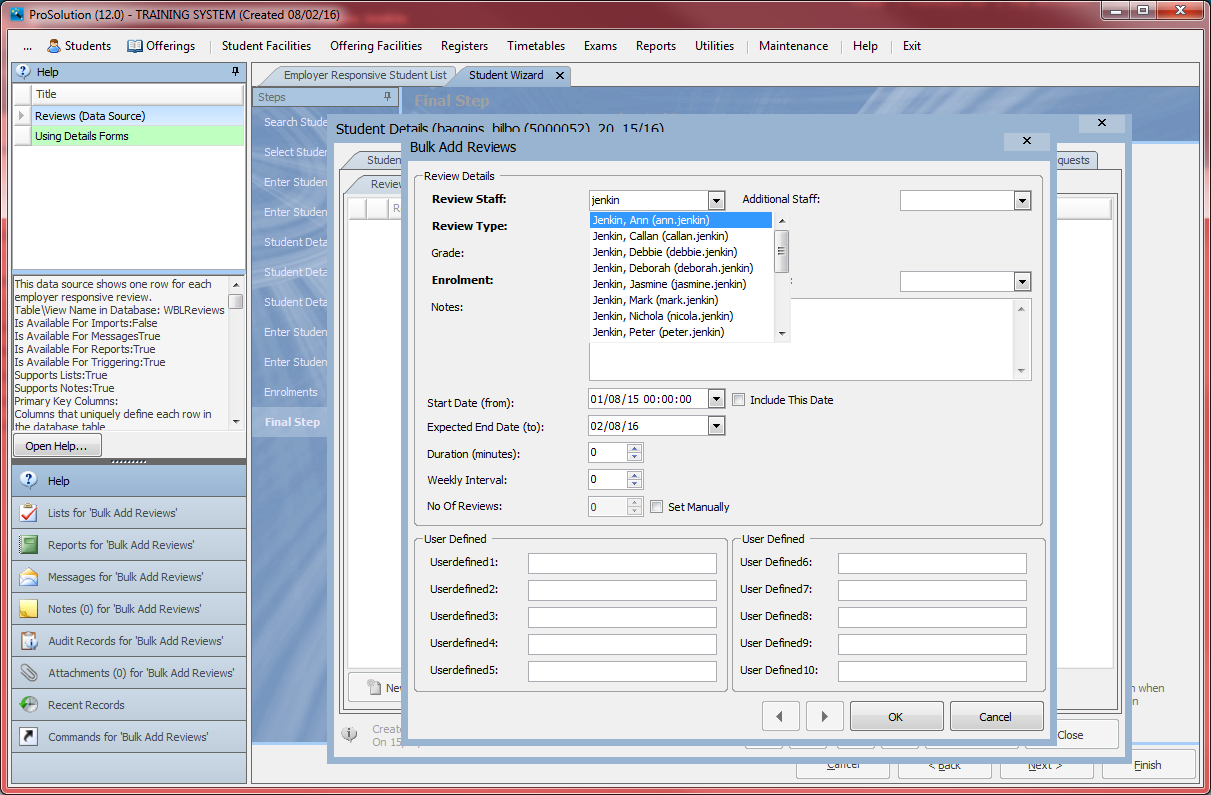 ProSolution (12.0) - TRAINING SYSTEM (Created 08/02/16)
... Students Offerings Student Facilities Offering Facilities Registers Timetables Exams Reports Utilities Maintenance Help Exit
Help
Title
Reviews (Data Source)
Using Details Forms
This data source shows one row for each
employer responsive review.
Table\View Name in Database: WBLReviews
Is Available For Imports:False
Is Available For MessagesTrue
Is Available For Reports:True
Is Available For Triggering:True
Supports Lists:True
Supports Notes:True
Primary Key Columns:
Columns that uniquely define each row in
the database table
Open Help...
Help
Lists for 'Bulk Add Reviews'
Reports for 'Bulk Add Reviews'
Messages for 'Bulk Add Reviews'
Notes (0) for 'Bulk Add Reviews'
Audit Records for 'Bulk Add Reviews'
Attachments (0) for 'Bulk Add Reviews'
Recent Records
Commands for 'Bulk Add Reviews'
Employer Responsive Student List
Student Wizard
Steps
Final Step
Search Stude
Select Studen
Enter Studen
Enter Studen
Student Deta
Student Deta
Student Deta
Enter Studen
Enter Studen
Enrolments
Final Step
Student Details (baggins, bilbo (5000052), 20, 15/16)
Studen
quests
Review
R
New
Create
On 15
Close
n when
n
Cancel
< Back
Next >
Finish
Bulk Add Reviews
Review Details
Review Staff: jenkin Additional Staff:
Review Type:
Grade:
Enrolment:
Notes:
Jenkin, Ann (ann.jenkin)
Jenkin, Callan (callan.jenkin)
Jenkin, Debbie (debbie.jenkin)
Jenkin, Deborah (deborah.jenkin)
Jenkin, Jasmine (jasmine.jenkin)
Jenkin, Mark (mark.jenkin)
Jenkin, Nichola (nicola.jenkin)
Jenkin, Peter (peter.jenkin)
Start Date (from): 01/08/15 00:00:00 Include This Date
Expected End Date (to): 02/08/16
Duration (minutes): 0
Weekly Interval: 0
No Of Reviews: 0 Set Manually
User Defined
Userdefined1:
Userdefined2:
Userdefined3:
Userdefined4:
Userdefined5:
User Defined
User Defined6:
User Defined7:
User Defined8:
User Defined9:
User Defined10:
OK
Cancel